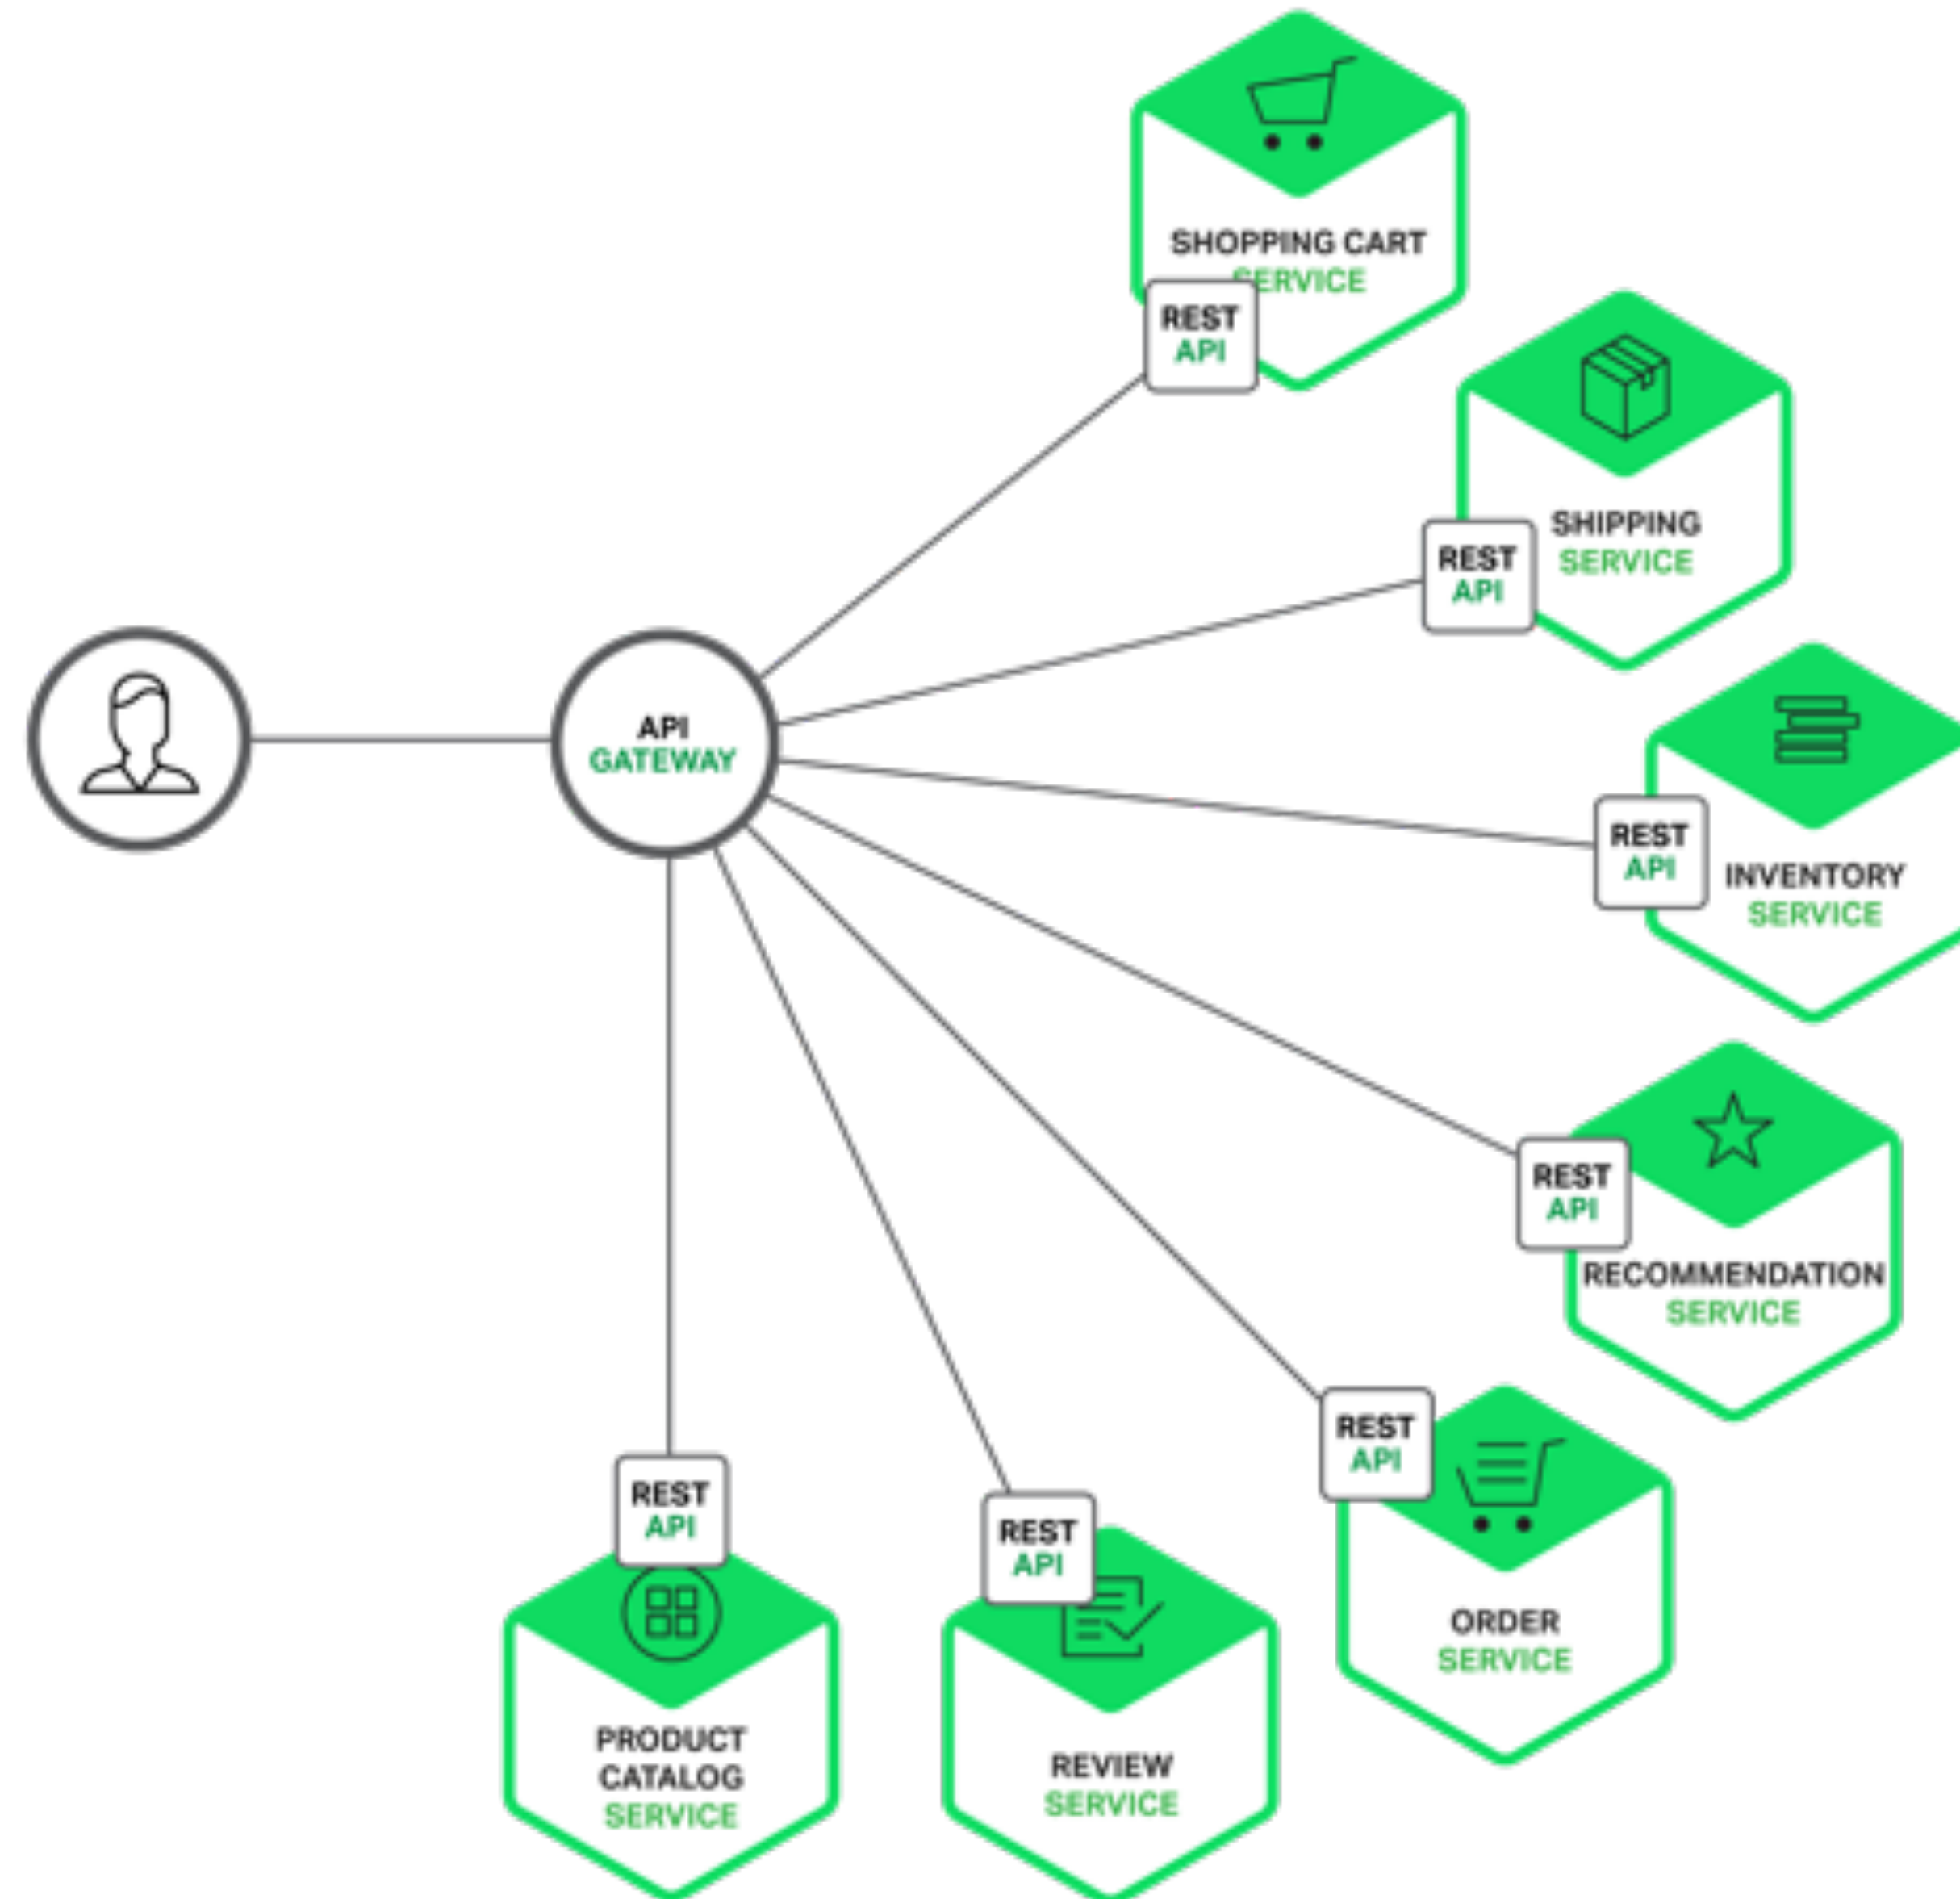 SHOPPING CART
SERVICE
REST
API
SHIPPING
SERVICE
REST
API
API
GATEWAY
REST
API
INVENTORY
SERVICE
REST
API
RECOMMENDATION
SERVICE
REST
API
ORDER
SERVICE
REST
API
PRODUCT
CATALOG
SERVICE
REST
API
REVIEW
SERVICE